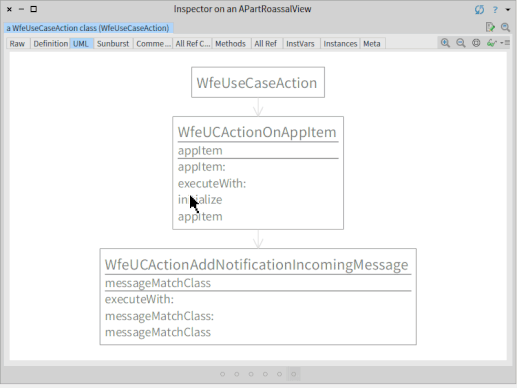 Inspector on an APartRoassalView
a WfeUseCaseAction class (WfeUseCaseAction)
Raw Definition UML Sunburst Comme ... All Ref C... Methods All Ref InstVars Instances Meta
WfeUseCaseAction
WfeUCActionOnAppItem
appItem
appItem:
executeWith:
initialize
appItem
WfeUCActionAddNotificationIncomingMessage
messageMatchClass
executeWith:
messageMatchClass:
messageMatchClass